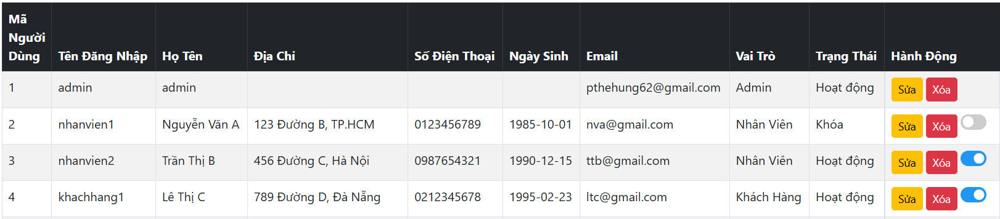 Mã Người Dùng Tên Đăng Nhập Họ Tên Địa Chỉ Số Điện Thoại Ngày Sinh Email Vai Trò Trạng Thái Hành Động
1 admin admin pthehung62@gmail.com Admin Hoạt động Sửa Xóa
2 nhanvien1 Nguyễn Văn A 123 Đường B, TP.HCM 0123456789 1985-10-01 nva@gmail.com Nhân Viên Khóa Sửa Xóa
3 nhanvien2 Trần Thị B 456 Đường C, Hà Nội 0987654321 1990-12-15 ttb@gmail.com Nhân Viên Hoạt động Sửa Xóa
4 khachhang1 Lê Thị C 789 Đường D, Đà Nẵng 0212345678 1995-02-23 ltc@gmail.com Khách Hàng Hoạt động Sửa Xóa